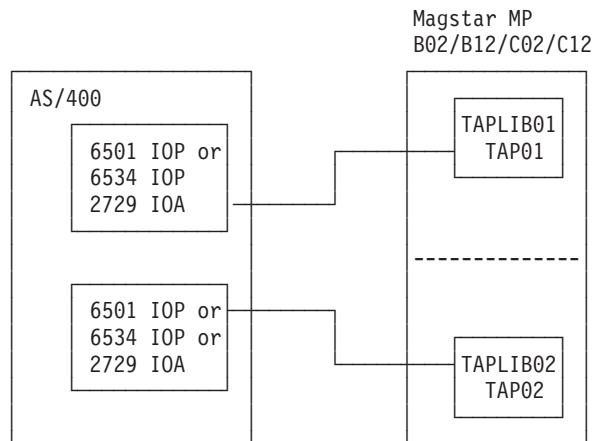 Magstar MP
B02/B12/C02/C12
AS/400
6501 IOP or
6534 IOP
2729 IOA
TAPLIB01
TAP01
6501 IOP or
6534 IOP or
2729 IOA
TAPLIB02
TAP02